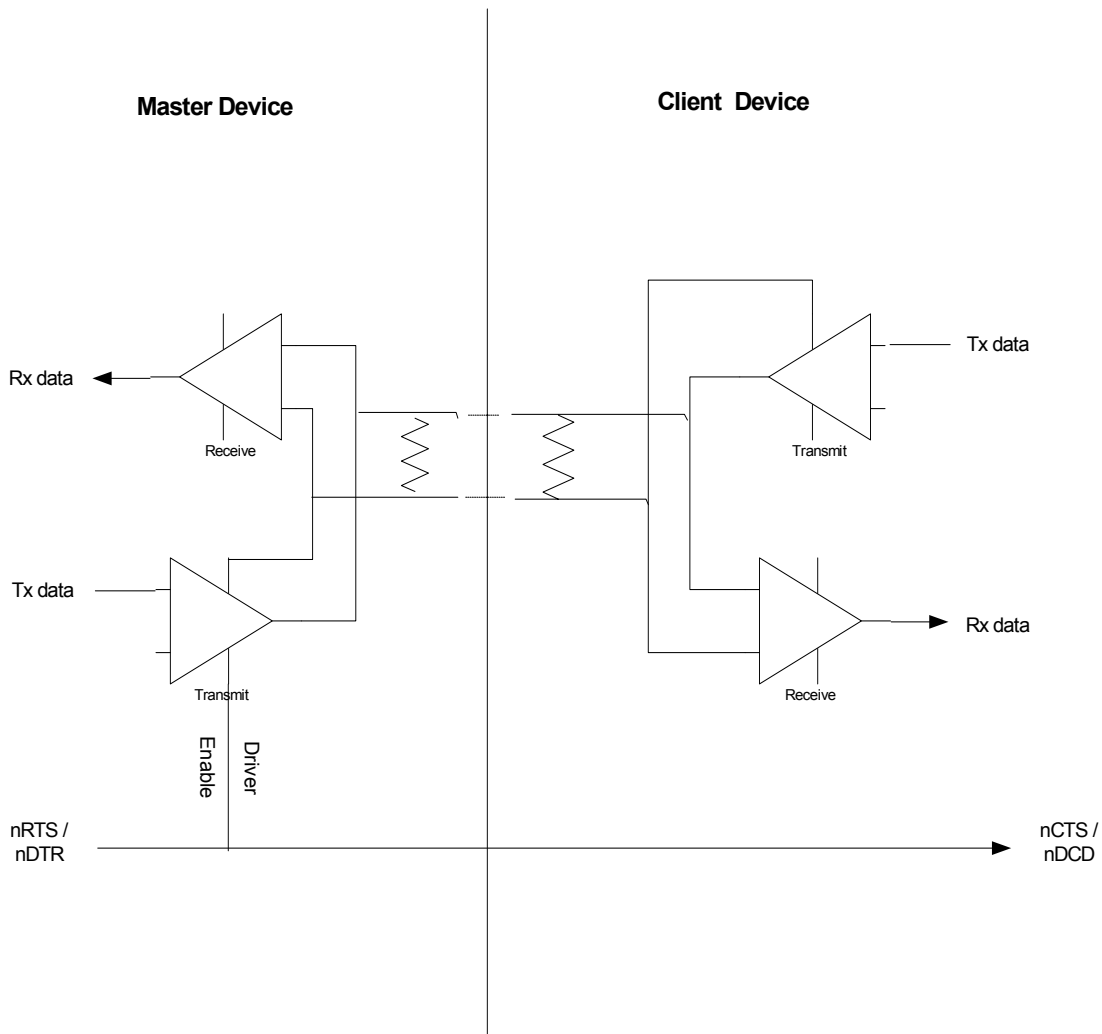 Master Device
Client Device
Rx data
Receive
Tx data
Transmit
Tx data
Transmit
Rx data
Receive
Driver
Enable
nRTS /
nDTR
nCTS /
nDCD